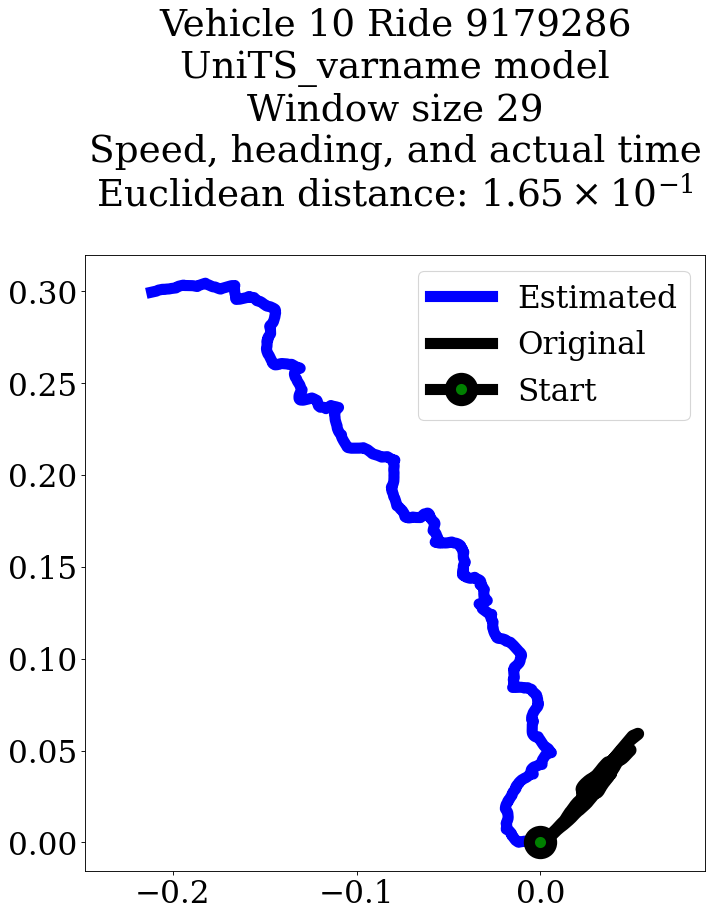 Vehicle 10 Ride 9179286
UniTS_varname model
Window size 29
Speed, heading, and actual time
Euclidean distance: 1.65 × 10⁻¹
Estimated
Original
Start
0.30
0.25
0.20
0.15
0.10
0.05
0.00
−0.2
−0.1
0.0